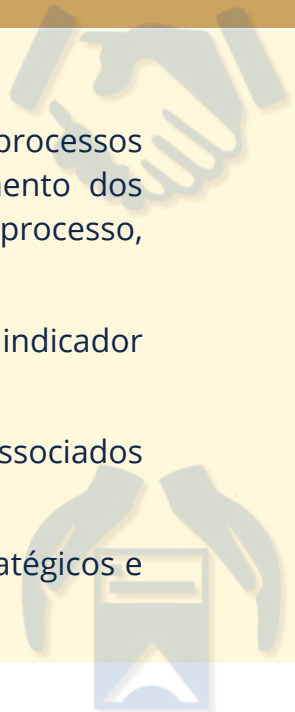 processos
ento dos
processo,
indicador
ssociados
atégicos e